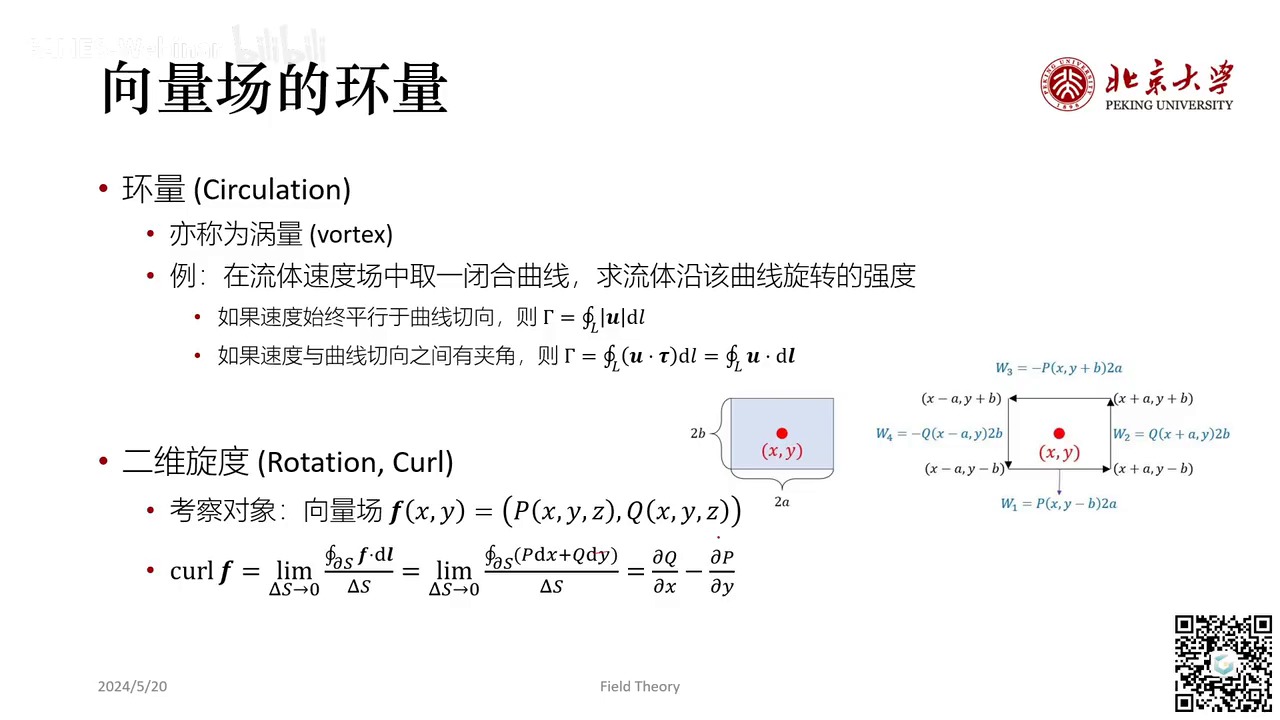 bilibili
向量场的环量
北京大学
PEKING UNIVERSITY
• 环量 (Circulation)
• 亦称为涡量 (vortex)
• 例：在流体速度场中取一闭合曲线，求流体沿该曲线旋转的强度
• 如果速度始终平行于曲线切向，则 Γ = ∮_L |u|dl
• 如果速度与曲线切向之间有夹角，则 Γ = ∮_L (u · τ)dl = ∮_L u · dl
2b
(x, y)
2a
W₃ = −P(x, y + b)2a
(x − a, y + b)
(x + a, y + b)
W₄ = −Q(x − a, y)2b
(x, y)
W₂ = Q(x + a, y)2b
(x − a, y − b)
(x + a, y − b)
W₁ = P(x, y − b)2a
• 二维旋度 (Rotation, Curl)
• 考察对象：向量场 f(x, y) = (P(x, y, z), Q(x, y, z))
• curl f = lim_{ΔS→0} ∮_{∂S} f·dl / ΔS = lim_{ΔS→0} ∮_{∂S}(Pdx+Qdy) / ΔS = ∂Q/∂x − ∂P/∂y
2024/5/20
Field Theory